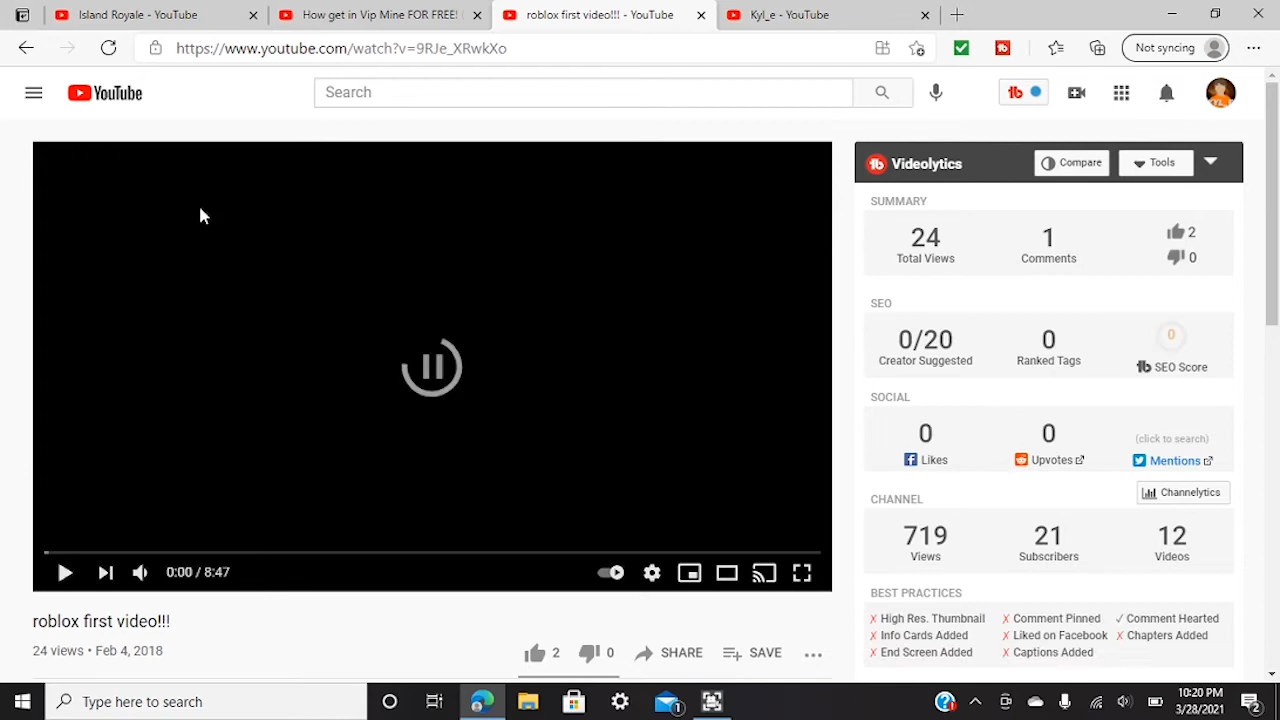 Island Royale - YouTube
How get in Vip Mine FOR FREE! (
roblox first video!!! - YouTube
Kyl_e - YouTube
https://www.youtube.com/watch?v=9RJe_XRwkXo
Not syncing
YouTube
Search
Videolytics
Compare
Tools
SUMMARY
24
1
2
Total Views
Comments
0
SEO
0/20
0
0
Creator Suggested
Ranked Tags
SEO Score
SOCIAL
0
0
(click to search)
Likes
Upvotes
Mentions
CHANNEL
Channelytics
719
21
12
Views
Subscribers
Videos
BEST PRACTICES
High Res. Thumbnail
Comment Pinned
Comment Hearted
Info Cards Added
Liked on Facebook
Chapters Added
End Screen Added
Captions Added
0:00 / 8:47
roblox first video!!!
24 views • Feb 4, 2018
2
0
SHARE
SAVE
Type here to search
1
10:20 PM
3/28/2021
2